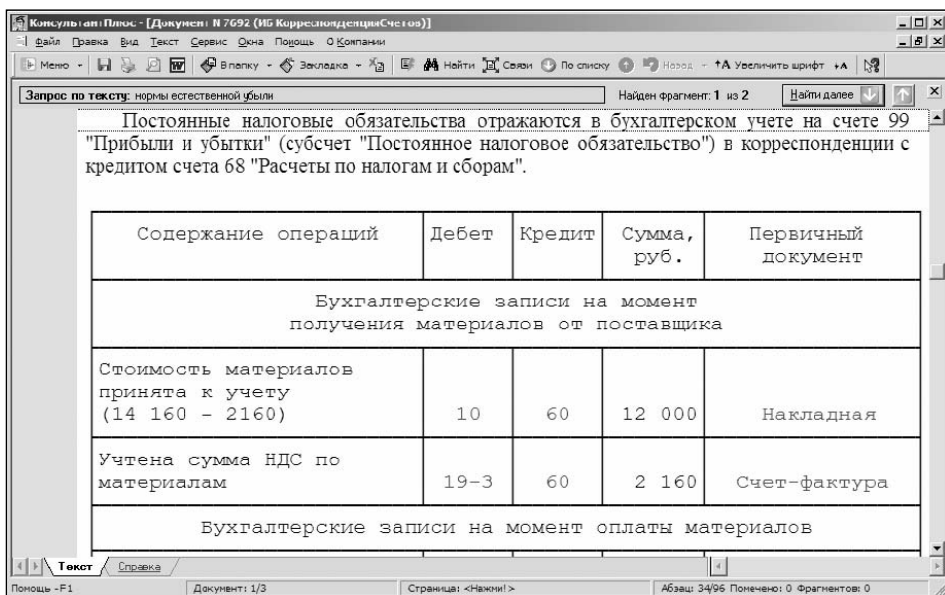 КонсультантПлюс - [Документ N 7692 (ИБ КорреспонденцияСчетов)]
Файл Правка Вид Текст Сервис Окна Помощь О Компании
Меню В папку Закладка Найти Связи По списку Назад Увеличить шрифт
Запрос по тексту: нормы естественной убыли Найден фрагмент: 1 из 2 Найти далее
Постоянные налоговые обязательства отражаются в бухгалтерском учете на счете 99
"Прибыли и убытки" (субсчет "Постоянное налоговое обязательство") в корреспонденции с
кредитом счета 68 "Расчеты по налогам и сборам".
Содержание операций Дебет Кредит Сумма, Первичный
руб. документ
Бухгалтерские записи на момент
получения материалов от поставщика
Стоимость материалов
принята к учету
(14 160 - 2160) 10 60 12 000 Накладная
Учтена сумма НДС по
материалам 19-3 60 2 160 Счет-фактура
Бухгалтерские записи на момент оплаты материалов
Текст Справка
Помощь -F1 Документ: 1/3 Страница: <Нажми!> Абзац: 34/96 Помечено: 0 Фрагментов: 0